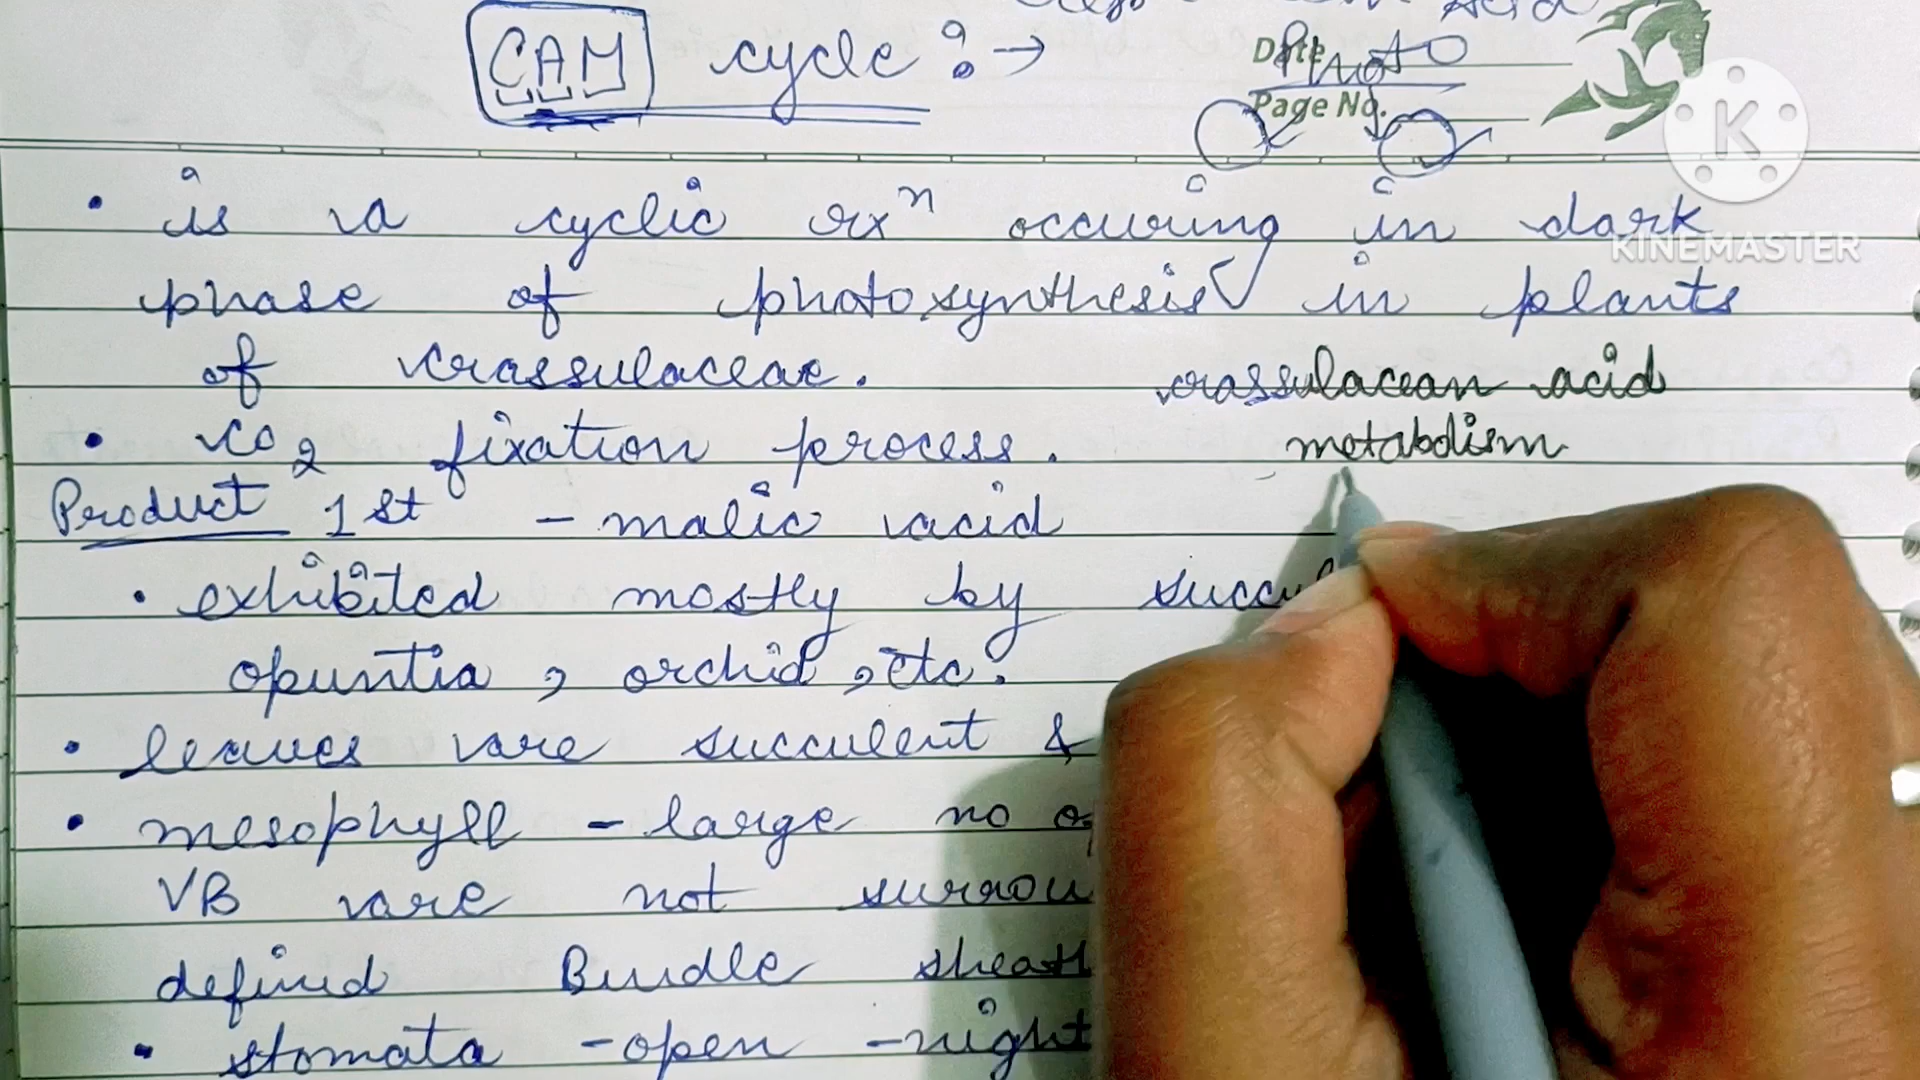 CAM cycle :→
Date
Page No.
K
KINEMASTER
• is a cyclic rxn occuring in dark
phase of photosynthesis in plants
of crassulaceae.
crassulacean acid
metabolism
• CO2 fixation process.
Product 1st - malic acid
• exhibited mostly by
opuntia, orchid, etc.
• leaves are succulent &
• mesophyll - large no
VB are not
defined Bundle sheath
• stomata - open - night